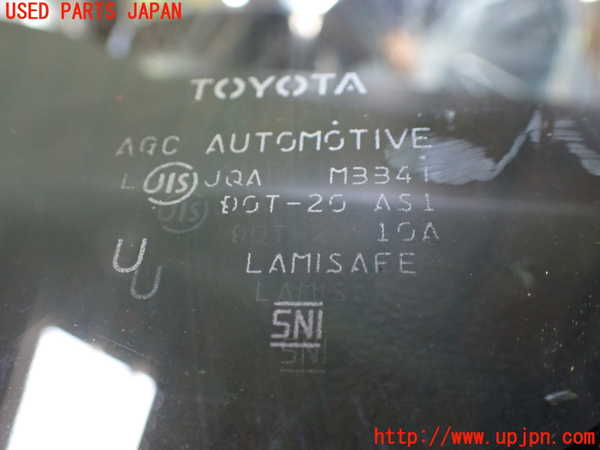 USED PARTS JAPAN
TOYOTA
AGC AUTOMOTIVE
L JIS JQA M3341
DOT-20 AS1
10A
UU
LAMISAFE
SNI
http://www.upjpn.com/